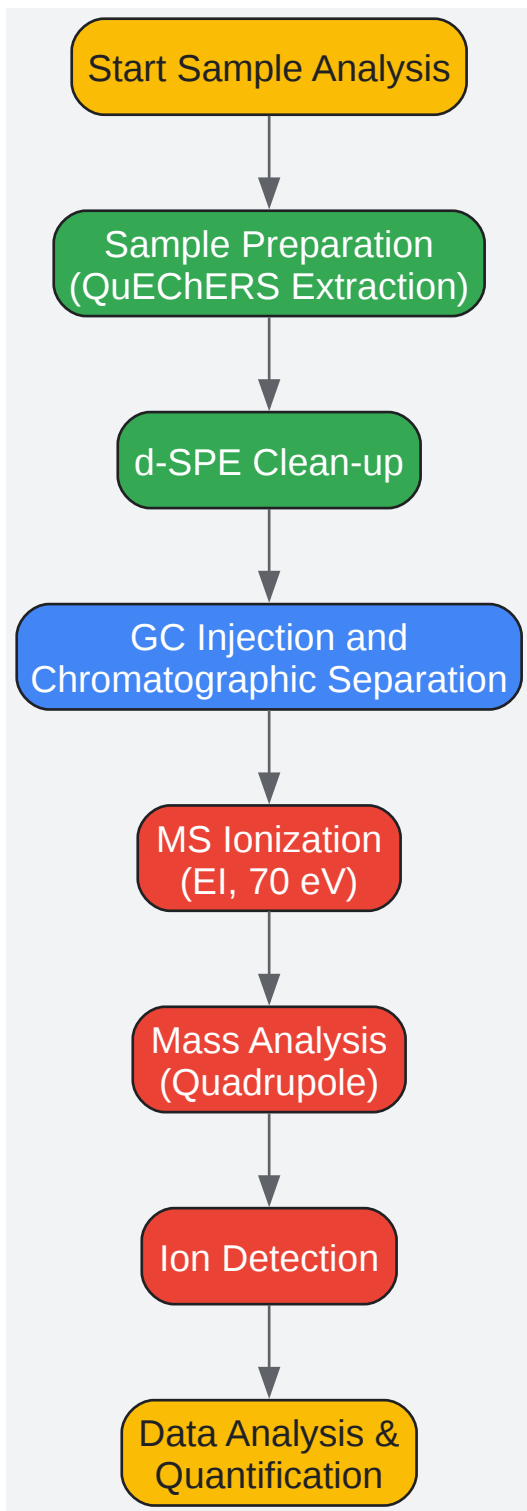 Start Sample Analysis
Sample Preparation
(QuEChERS Extraction)
d-SPE Clean-up
GC Injection and
Chromatographic Separation
MS Ionization
(EI, 70 eV)
Mass Analysis
(Quadrupole)
Ion Detection
Data Analysis &
Quantification